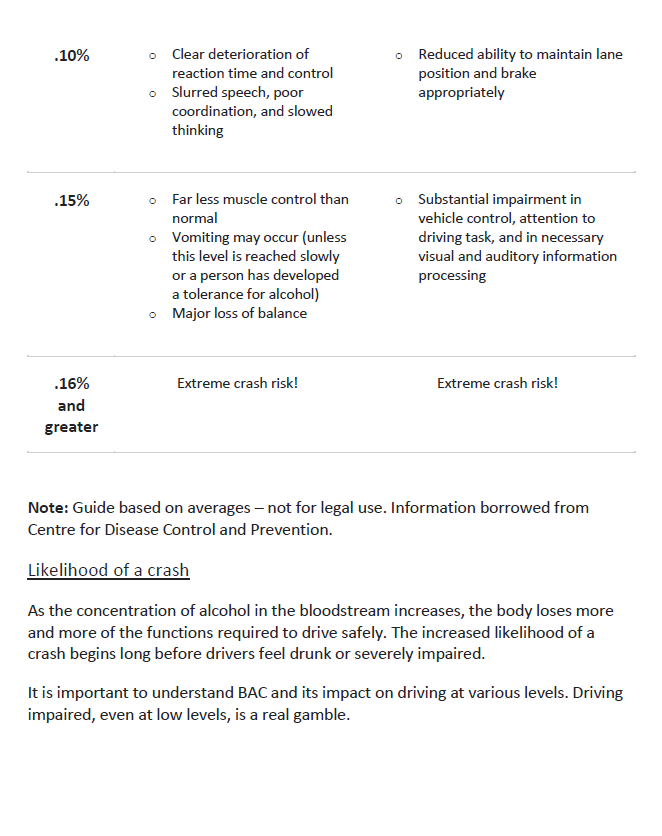 .10%
o Clear deterioration of
reaction time and control
o Slurred speech, poor
coordination, and slowed
thinking
o Reduced ability to maintain lane
position and brake
appropriately
.15%
o Far less muscle control than
normal
o Vomiting may occur (unless
this level is reached slowly
or a person has developed
a tolerance for alcohol)
o Major loss of balance
o Substantial impairment in
vehicle control, attention to
driving task, and in necessary
visual and auditory information
processing
.16%
and
greater
Extreme crash risk!
Extreme crash risk!
Note: Guide based on averages – not for legal use. Information borrowed from
Centre for Disease Control and Prevention.
Likelihood of a crash
As the concentration of alcohol in the bloodstream increases, the body loses more
and more of the functions required to drive safely. The increased likelihood of a
crash begins long before drivers feel drunk or severely impaired.
It is important to understand BAC and its impact on driving at various levels. Driving
impaired, even at low levels, is a real gamble.